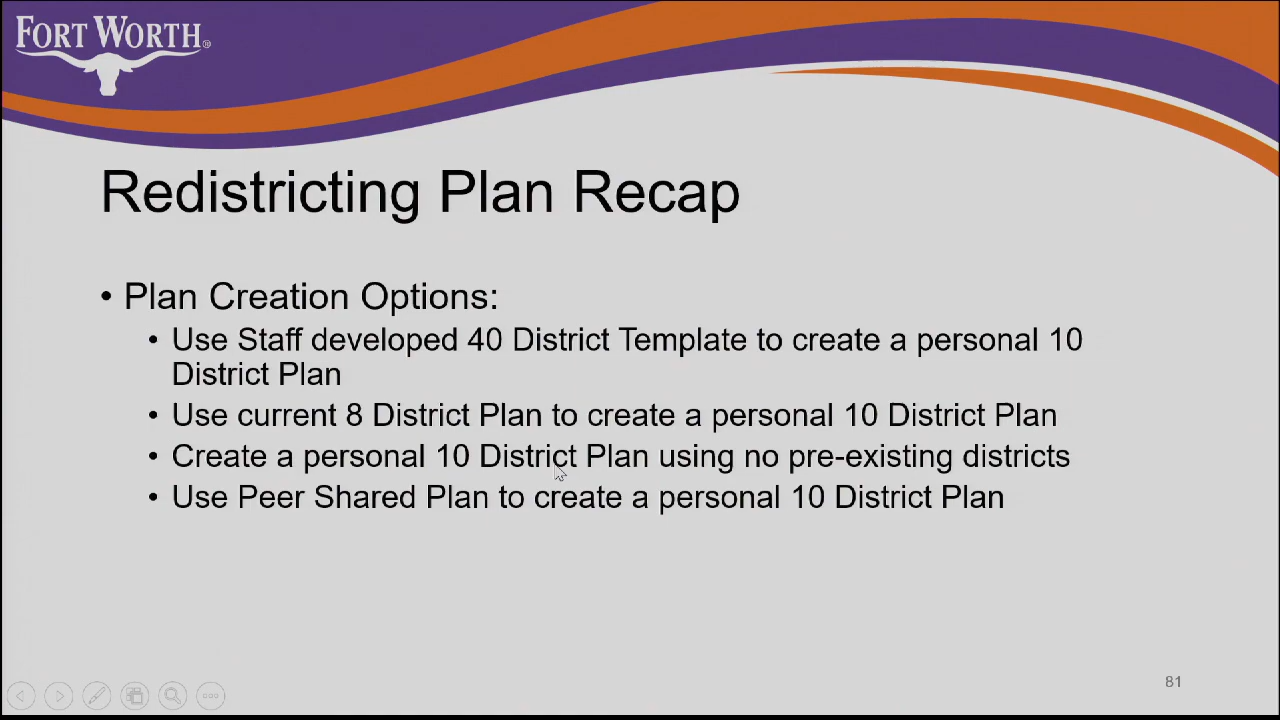 FORT WORTH®
Redistricting Plan Recap
• Plan Creation Options:
• Use Staff developed 40 District Template to create a personal 10
District Plan
• Use current 8 District Plan to create a personal 10 District Plan
• Create a personal 10 District Plan using no pre-existing districts
• Use Peer Shared Plan to create a personal 10 District Plan
81